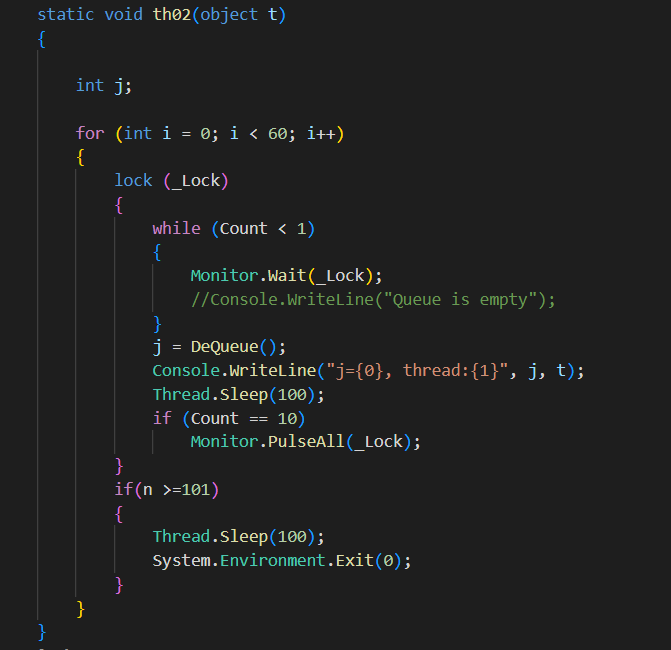 static void th02(object t)
{
int j;
for (int i = 0; i < 60; i++)
{
lock (_Lock)
{
while (Count < 1)
{
Monitor.Wait(_Lock);
//Console.WriteLine("Queue is empty");
}
j = DeQueue();
Console.WriteLine("j={0}, thread:{1}", j, t);
Thread.Sleep(100);
if (Count == 10)
Monitor.PulseAll(_Lock);
}
if(n >=101)
{
Thread.Sleep(100);
System.Environment.Exit(0);
}
}
}